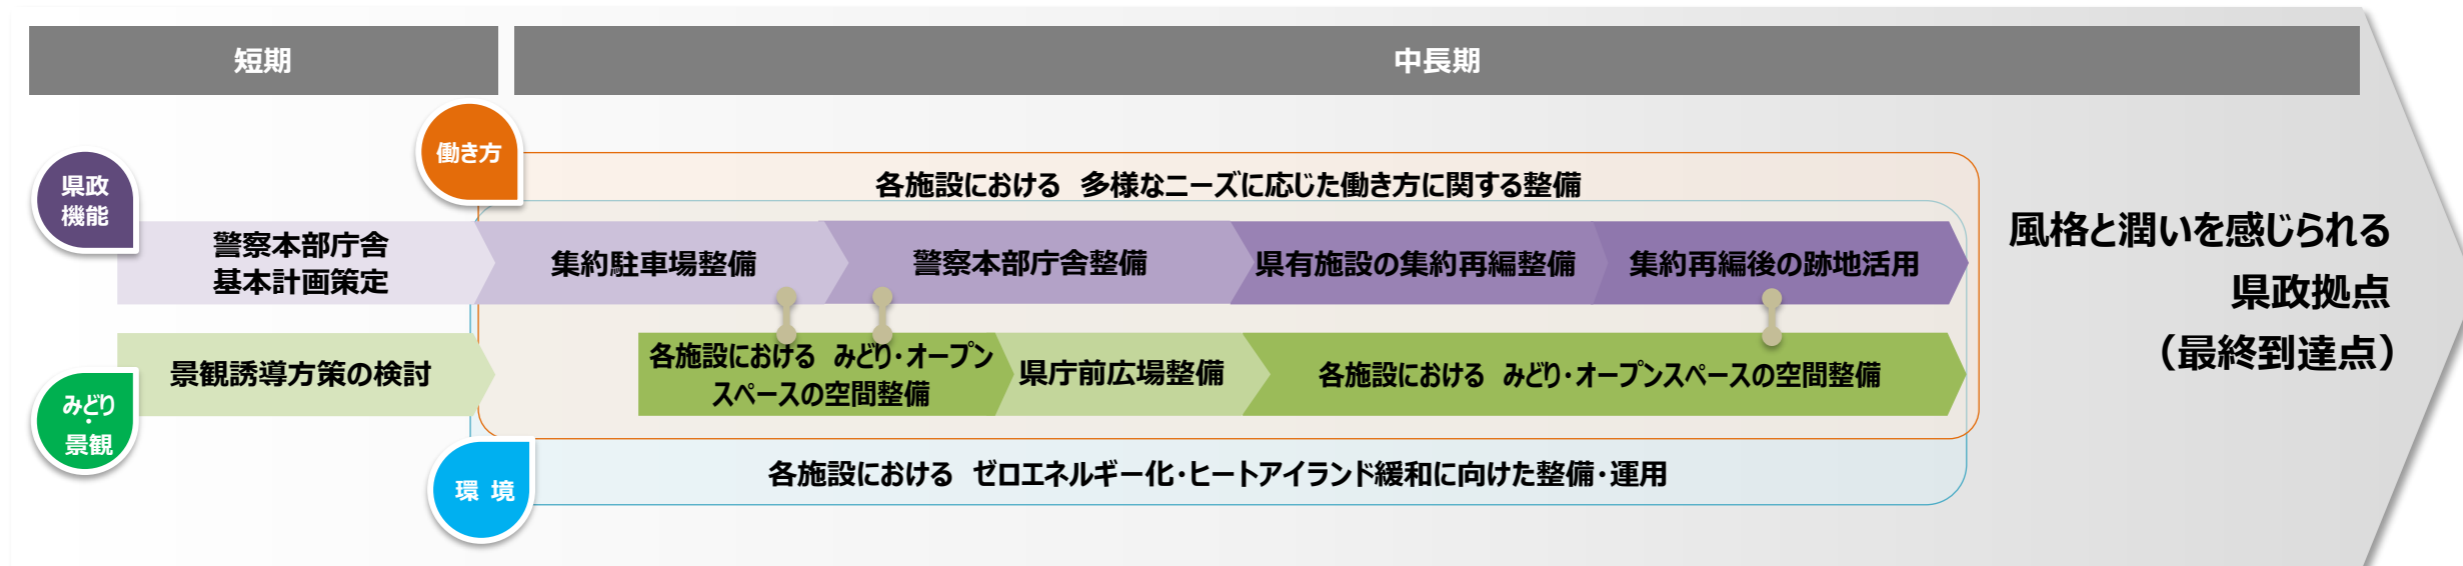 短期
中長期
働き方
県政
機能
各施設における 多様なニーズに応じた働き方に関する整備
警察本部庁舎
基本計画策定
集約駐車場整備
警察本部庁舎整備
県有施設の集約再編整備
集約再編後の跡地活用
風格と潤いを感じられる
県政拠点
（最終到達点）
みどり
・
景観
景観誘導方策の検討
各施設における みどり・オープン
スペースの空間整備
県庁前広場整備
各施設における みどり・オープンスペースの空間整備
環 境
各施設における ゼロエネルギー化・ヒートアイランド緩和に向けた整備・運用